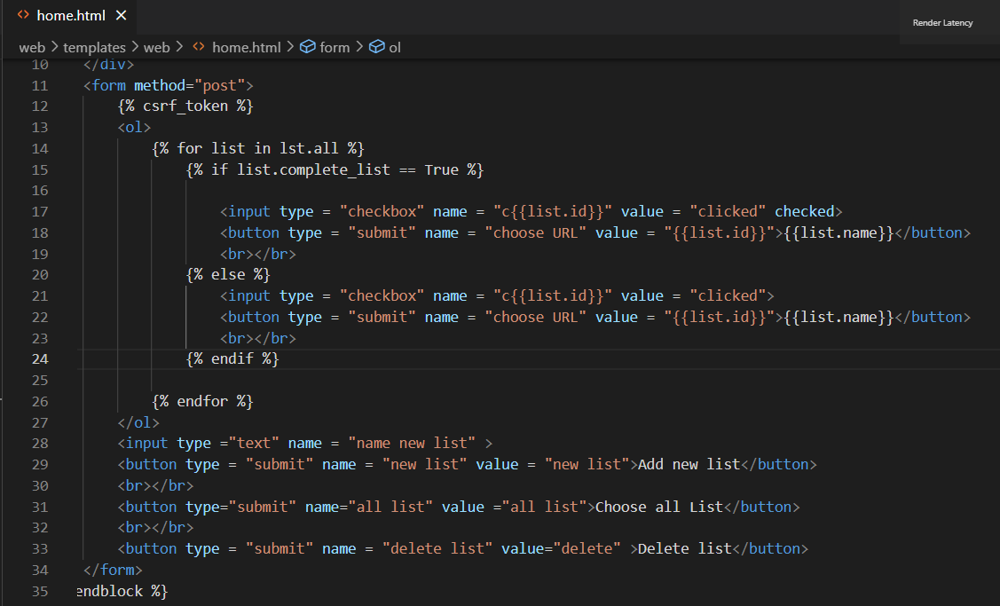 home.html
Render Latency
web > templates > web > home.html > form > ol
10 </div>
11 <form method="post">
12 {% csrf_token %}
13 <ol>
14 {% for list in lst.all %}
15 {% if list.complete_list == True %}
16
17 <input type = "checkbox" name = "c{{list.id}}" value = "clicked" checked>
18 <button type = "submit" name = "choose URL" value = "{{list.id}}">{{list.name}}</button>
19 <br></br>
20 {% else %}
21 <input type = "checkbox" name = "c{{list.id}}" value = "clicked">
22 <button type = "submit" name = "choose URL" value = "{{list.id}}">{{list.name}}</button>
23 <br></br>
24 {% endif %}
25
26 {% endfor %}
27 </ol>
28 <input type ="text" name = "name new list" >
29 <button type = "submit" name = "new list" value = "new list">Add new list</button>
30 <br></br>
31 <button type="submit" name="all list" value ="all list">Choose all List</button>
32 <br></br>
33 <button type = "submit" name = "delete list" value="delete" >Delete list</button>
34 </form>
35 endblock %}